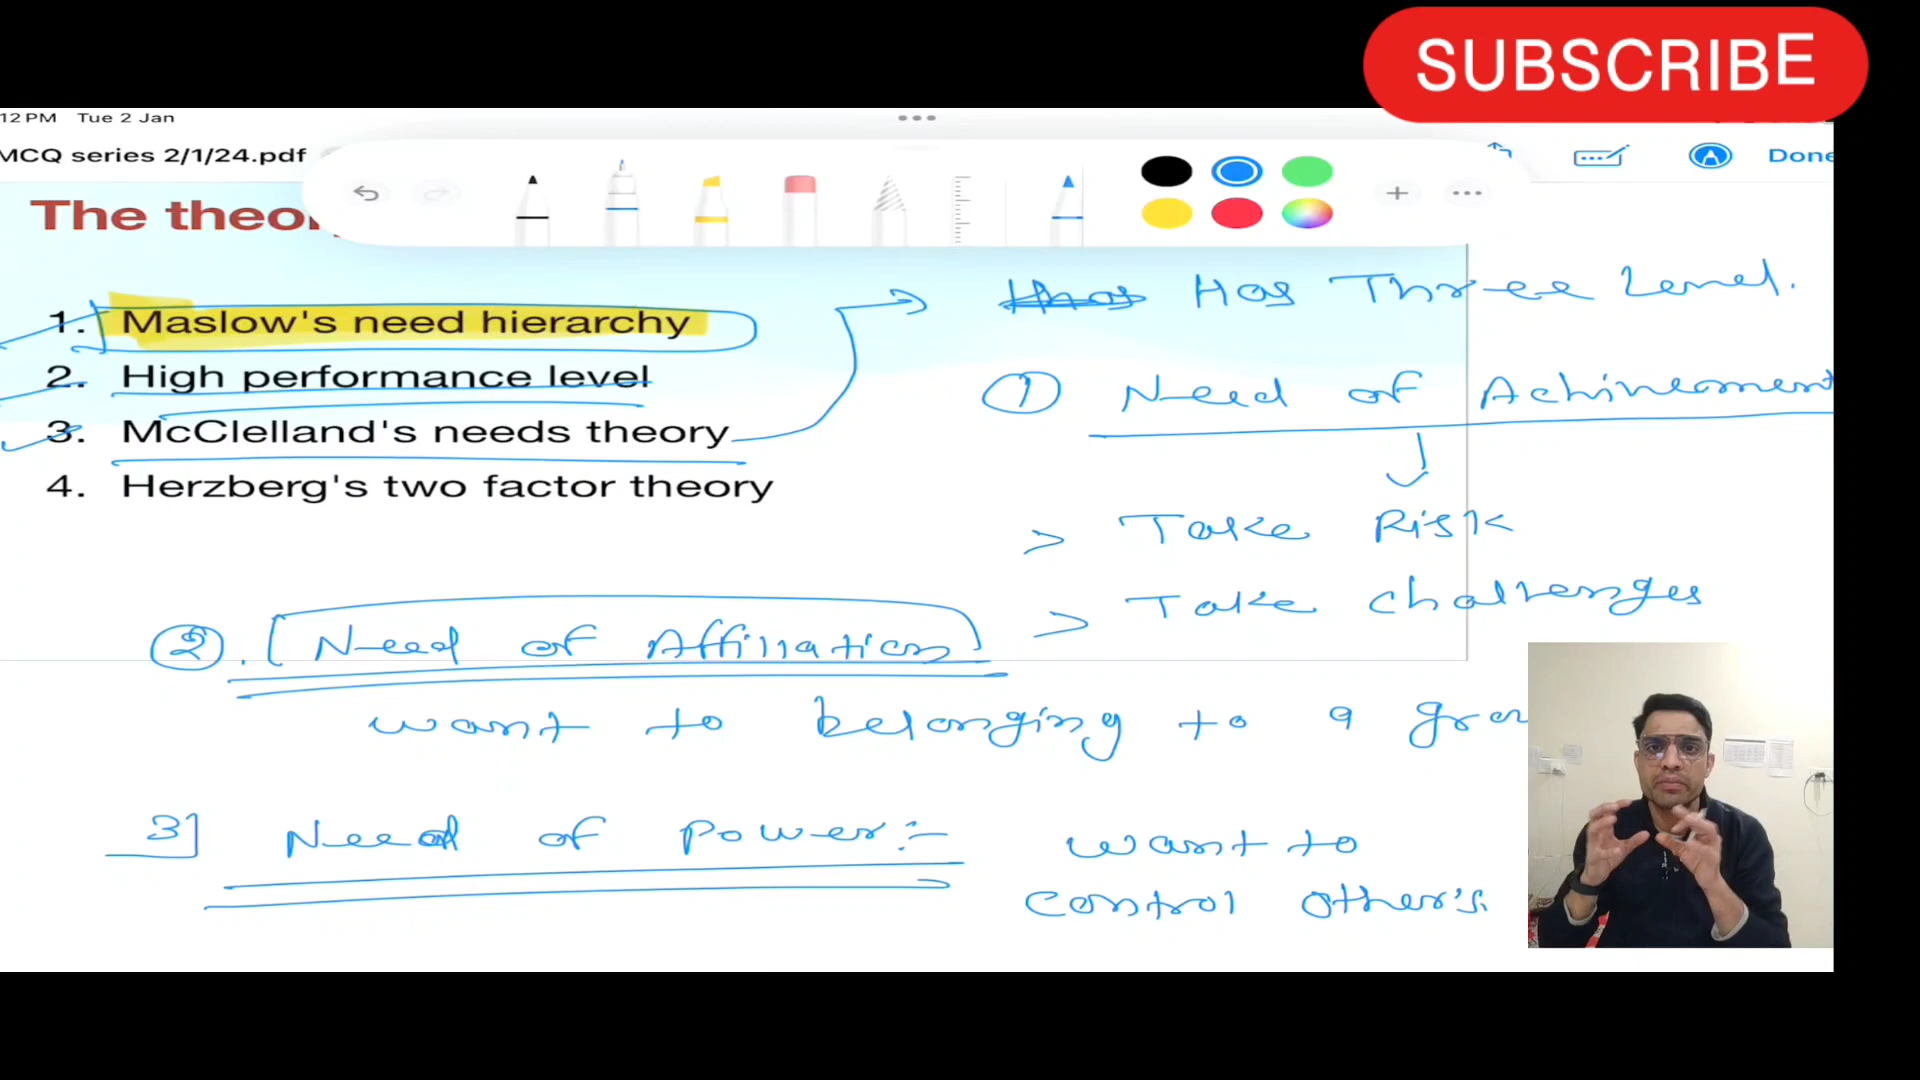 SUBSCRIBE
12 PM Tue 2 Jan
MCQ series 2/1/24.pdf
Done
The theor
1. Maslow's need hierarchy
2. High performance level
3. McClelland's needs theory
4. Herzberg's two factor theory
Has Three Level.
① Need of Achievement
> Take Risk
> Take challenges
②. Need of Affiliation
want to belonging to a gro
3] Need of Power:-
want to
control other's.